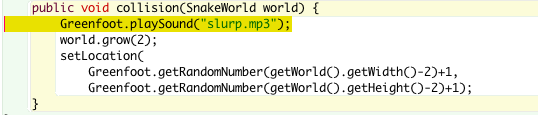 public void collision(SnakeWorld world) {
Greenfoot.playSound("slurp.mp3");
world.grow(2);
setLocation(
Greenfoot.getRandomNumber(getWorld().getWidth()-2)+1,
Greenfoot.getRandomNumber(getWorld().getHeight()-2)+1);
}